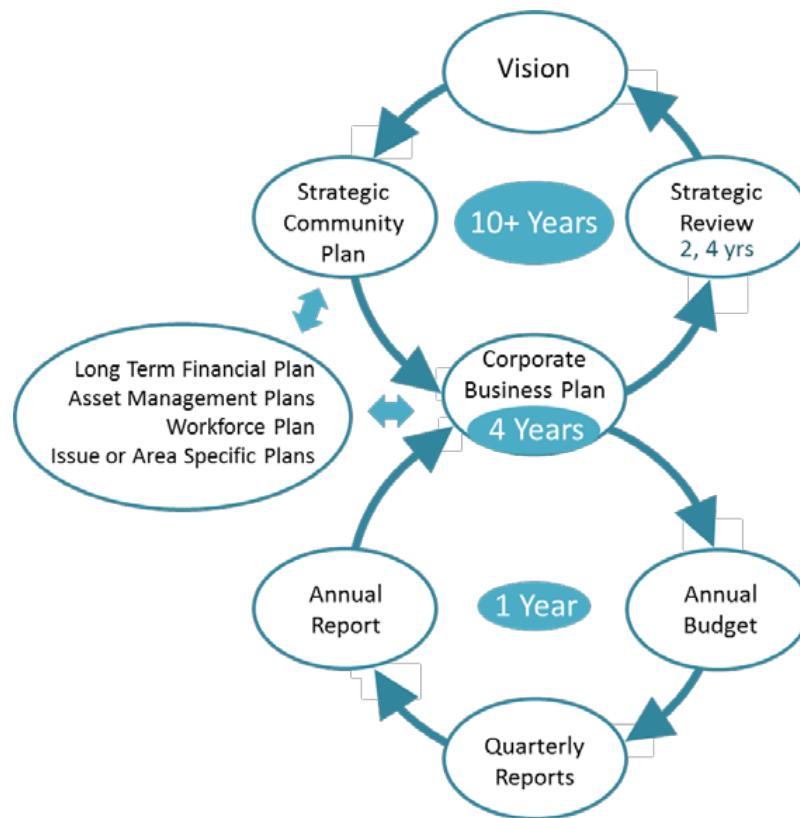 Vision
Strategic
Community
Plan
10+ Years
Strategic
Review
2, 4 yrs
Long Term Financial Plan
Asset Management Plans
Workforce Plan
Issue or Area Specific Plans
Corporate
Business Plan
4 Years
Annual
Report
1 Year
Annual
Budget
Quarterly
Reports